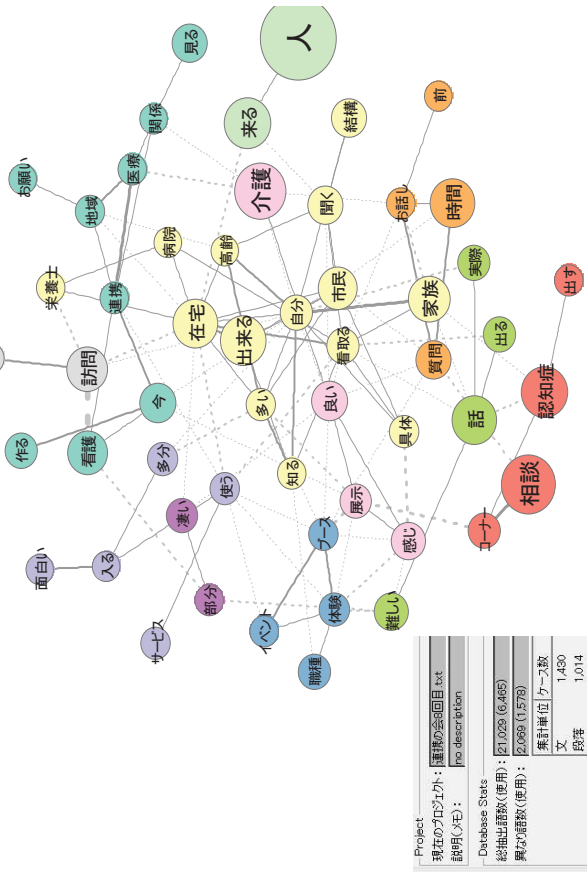 人
見る
来る
関係
前
結構
お願い
医療
介護
地域
聞く
お話し
時間
病院
高齢
栄養士
連携
実際
市民
在宅
自分
家族
出す
出来る
看取る
出る
訪問
質問
今
多い
良い
認知症
作る
看護
具体
話
多分
知る
使う
展示
相談
凄い
ブース
感じ
コーナー
面白い
入る
部分
体験
難しい
サービス
イベント
職種
Project
現在のプロジェクト: 連携の会8回目.txt
説明(メモ): no description
Database Stats
総抽出語数(使用): 21,029 (6,465)
異なり語数(使用): 2,069 (1,578)
集計単位 ケース数
文 1,430
段落 1,014